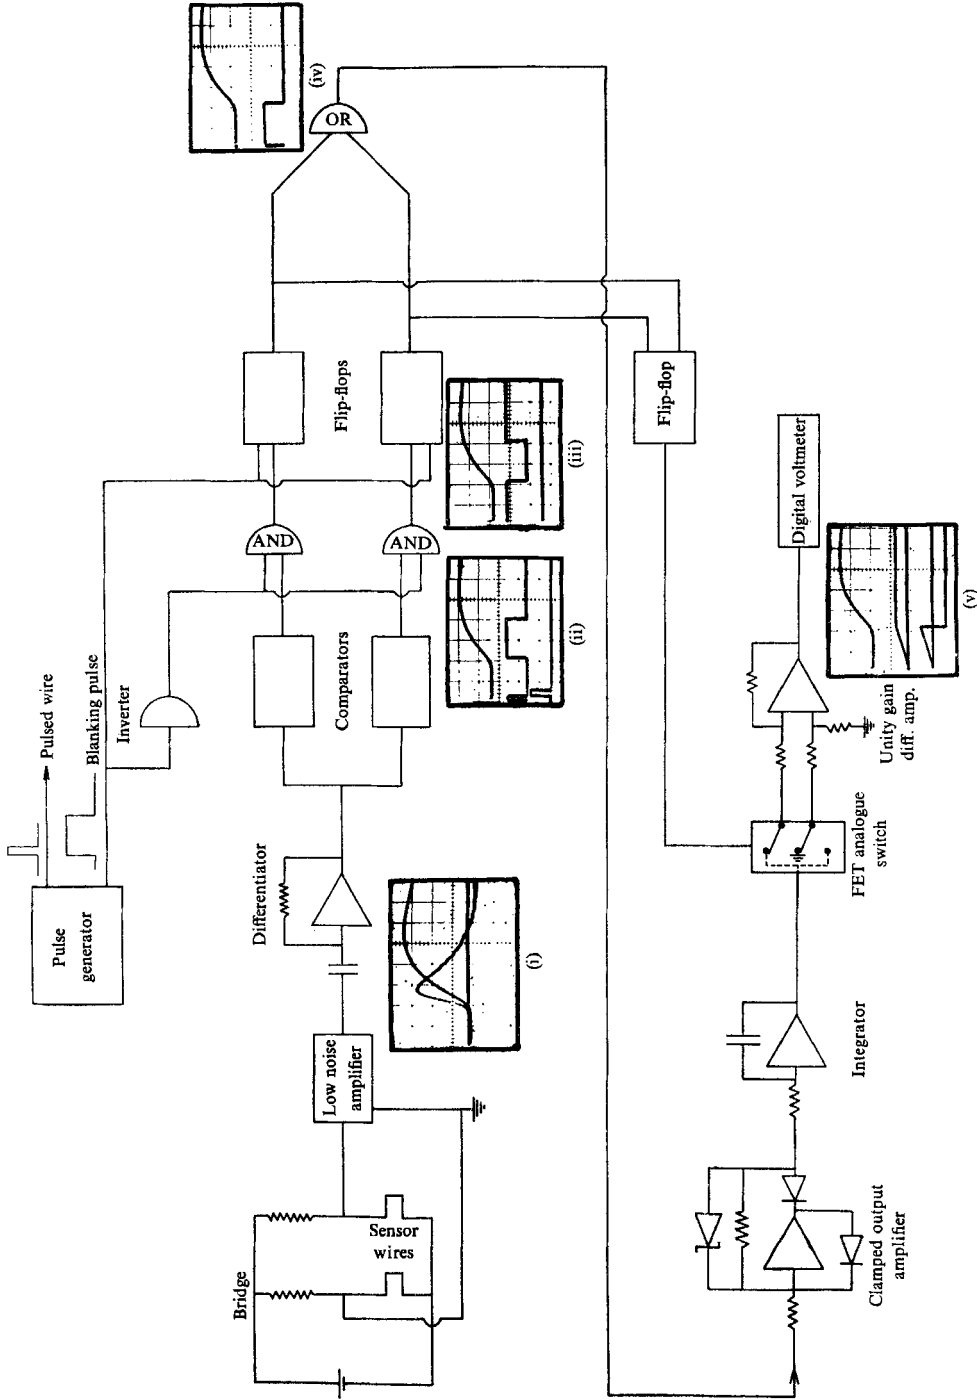 Pulse
generator
Pulsed wire
Blanking pulse
Inverter
Bridge
Sensor
wires
Low noise
amplifier
Differentiator
(i)
Comparators
(ii)
AND
AND
(iii)
Flip-flops
OR
(iv)
Flip-flop
Clamped output
amplifier
Integrator
FET analogue
switch
Unity gain
diff. amp.
Digital voltmeter
(v)